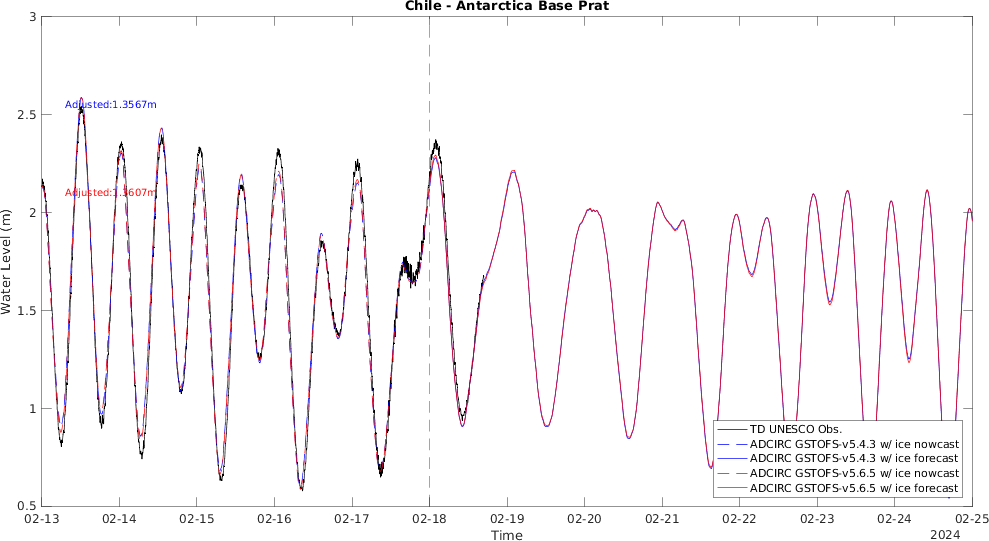 Chile - Antarctica Base Prat
Water Level (m)
3
2.5
2
1.5
1
0.5
Adjusted:1.3567m
Adjusted:1.3607m
TD UNESCO Obs.
ADCIRC GSTOFS-v5.4.3 w/ ice nowcast
ADCIRC GSTOFS-v5.4.3 w/ ice forecast
ADCIRC GSTOFS-v5.6.5 w/ ice nowcast
ADCIRC GSTOFS-v5.6.5 w/ ice forecast
02-13 02-14 02-15 02-16 02-17 02-18 02-19 02-20 02-21 02-22 02-23 02-24 02-25
Time
2024